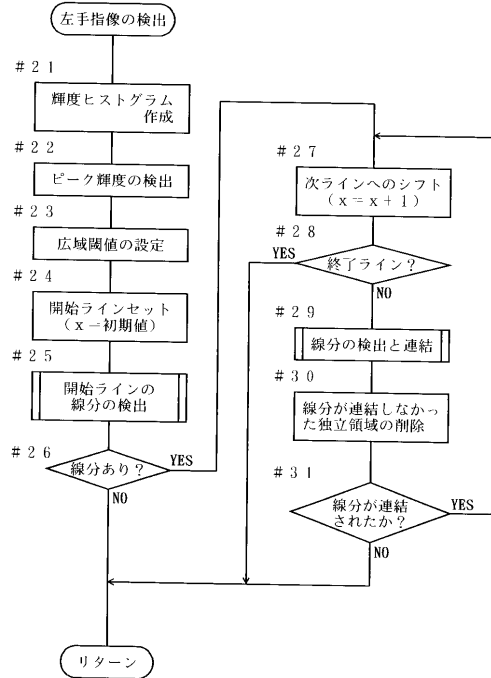 左手指像の検出
#21
輝度ヒストグラム
作成
#22
ピーク輝度の検出
#23
広域閾値の設定
#24
開始ラインセット
(x=初期値)
#25
開始ラインの
線分の検出
#26
線分あり?
YES
NO
#27
次ラインへのシフト
(x=x+1)
#28
YES
終了ライン?
NO
#29
線分の検出と連結
#30
線分が連結しなかっ
た独立領域の削除
#31
線分が連結
されたか?
YES
NO
リターン